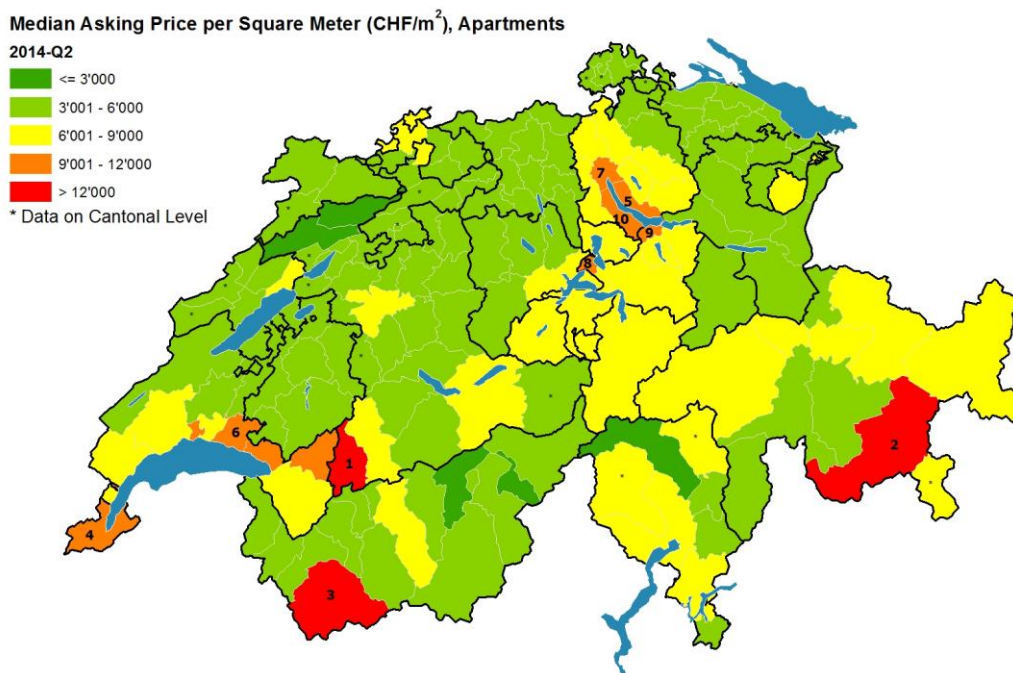 Median Asking Price per Square Meter (CHF/m²), Apartments
2014-Q2
<= 3'000
3'001 - 6'000
6'001 - 9'000
9'001 - 12'000
> 12'000
* Data on Cantonal Level
7
5
10
9
8
6
1
2
4
3